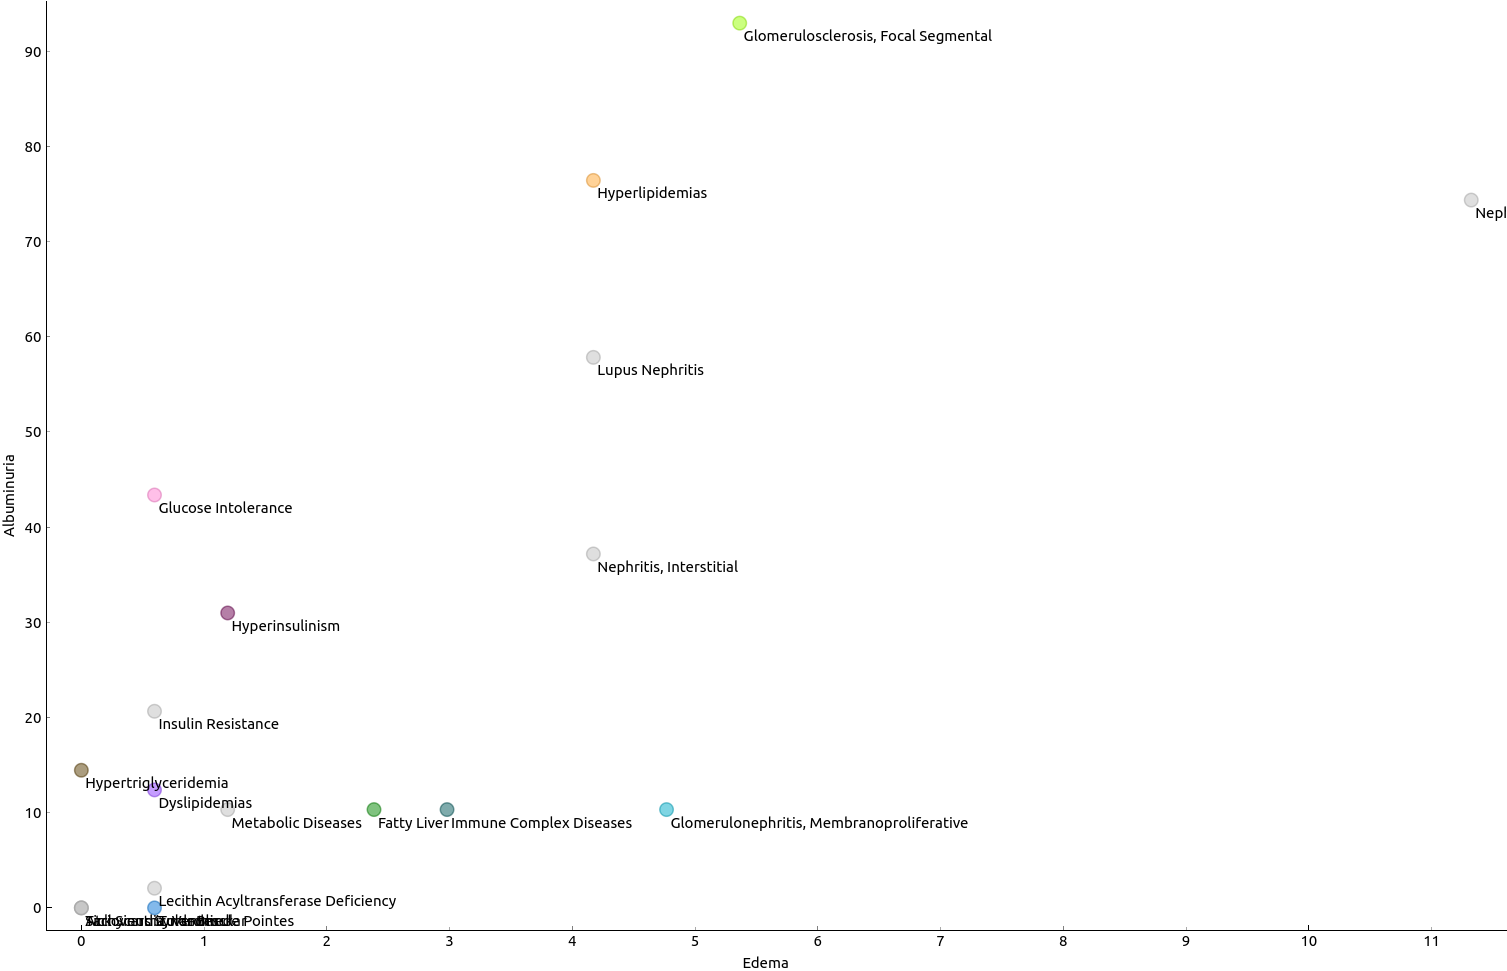 90
Glomerulosclerosis, Focal Segmental
80
Hyperlipidemias
70
Nepl
60
Lupus Nephritis
50
Albuminuria
Glucose Intolerance
40
Nephritis, Interstitial
30
Hyperinsulinism
20
Insulin Resistance
Hypertriglyceridemia
Dyslipidemias
10
Metabolic Diseases
Fatty Liver
Immune Complex Diseases
Glomerulonephritis, Membranoproliferative
Lecithin Acyltransferase Deficiency
0
Pointes
0 1 2 3 4 5 6 7 8 9 10 11
Edema